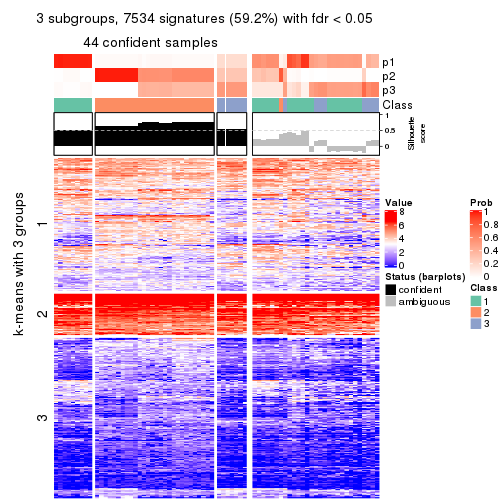 3 subgroups, 7534 signatures (59.2%) with fdr < 0.05
44 confident samples
p1
p2
p3
Class
1
0.5
0
Silhouette
score
k-means with 3 groups
1
2
3
Value
8
6
4
2
0
Status (barplots)
confident
ambiguous
Prob
1
0.8
0.6
0.4
0.2
0
Class
1
2
3